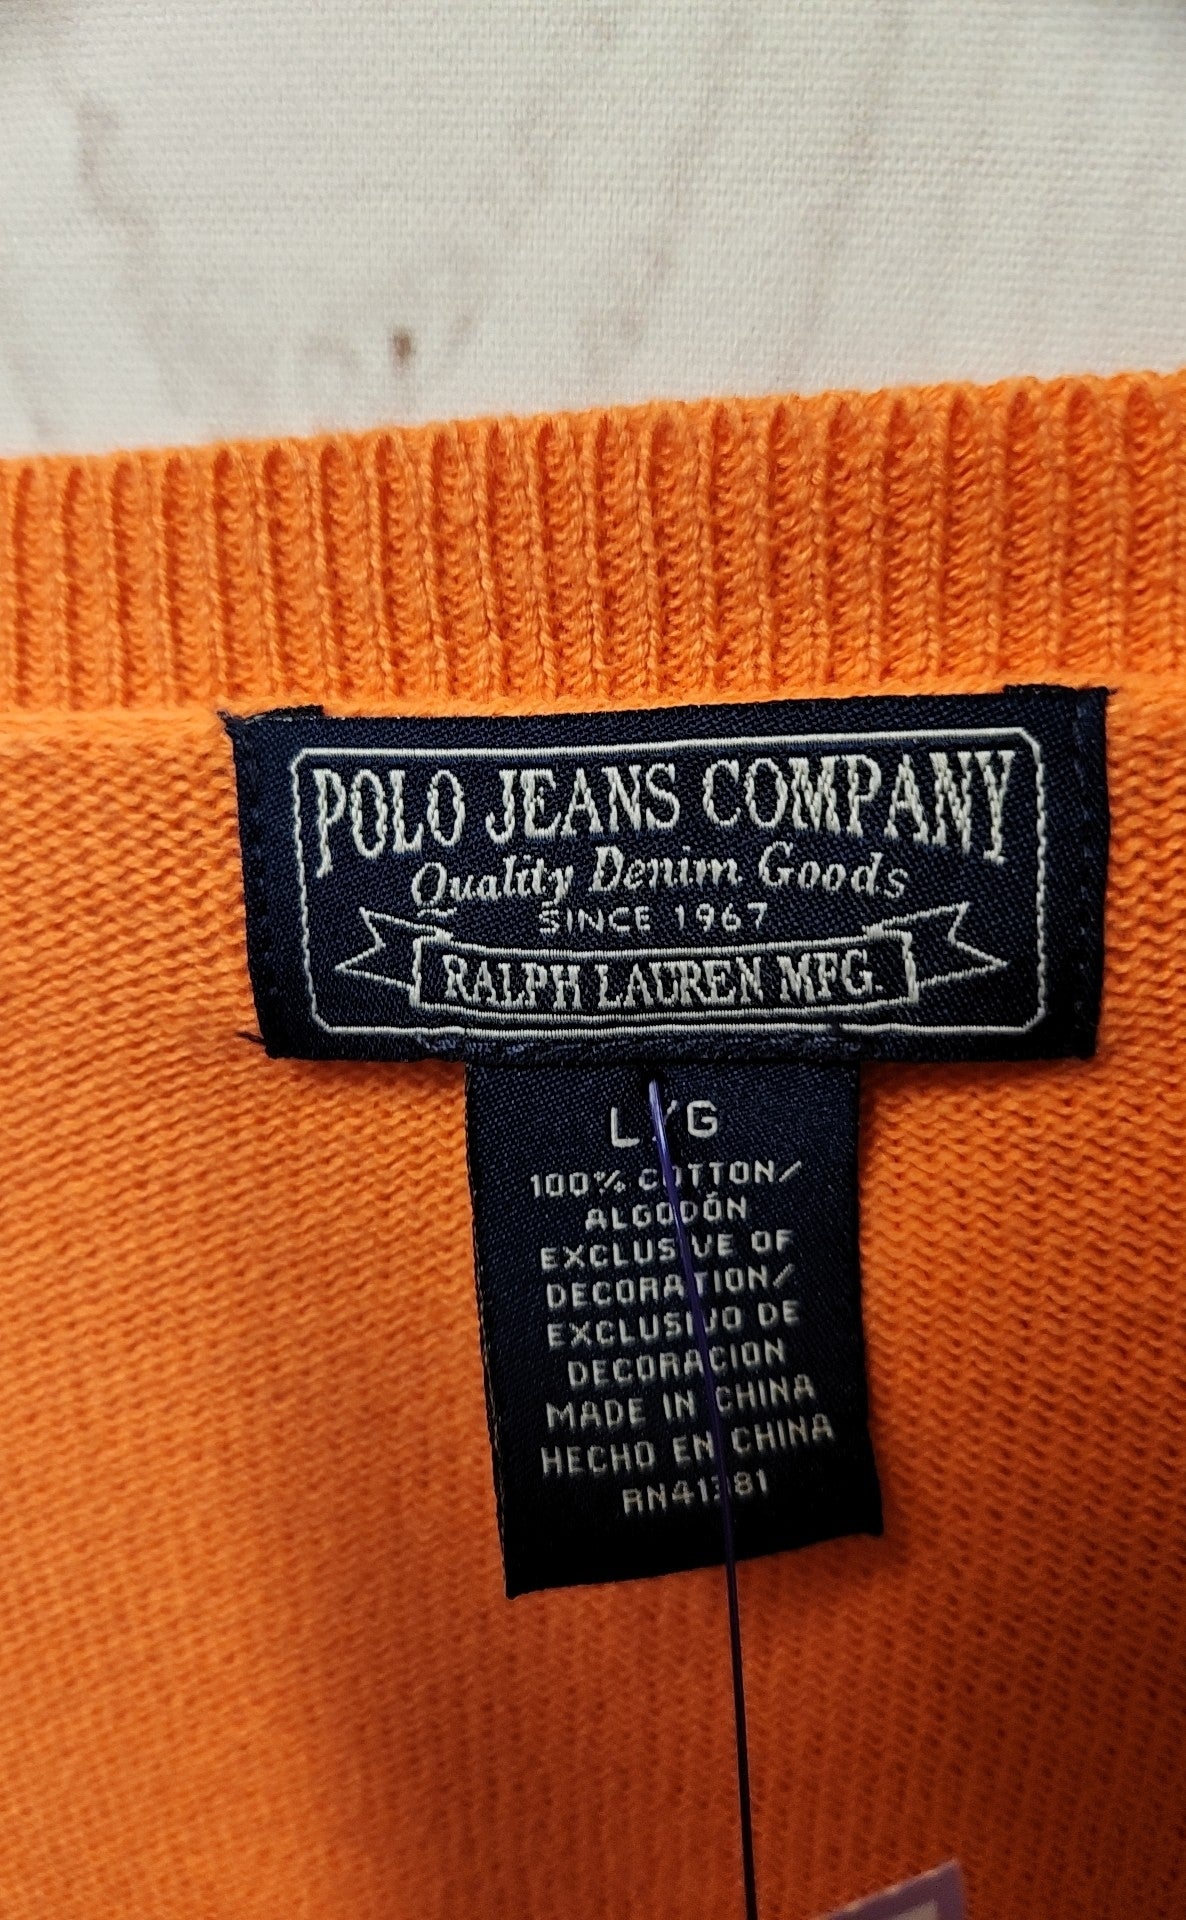 POLO JEANS COMPANY
Quality Denim Goods
SINCE 1967
RALPH LAUREN MFG.
L/G
100% COTTON/
ALGODÓN
EXCLUSIVE OF
DECORATION/
EXCLUSIVO DE
DECORACION
MADE IN CHINA
HECHO EN CHINA
RN41381